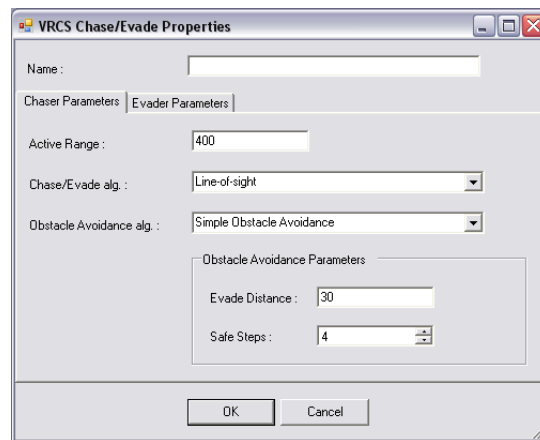 VRCS Chase/Evade Properties
Name :
Chaser Parameters Evader Parameters
Active Range : 400
Chase/Evade alg. : Line-of-sight
Obstacle Avoidance alg. : Simple Obstacle Avoidance
Obstacle Avoidance Parameters
Evade Distance : 30
Safe Steps : 4
OK Cancel